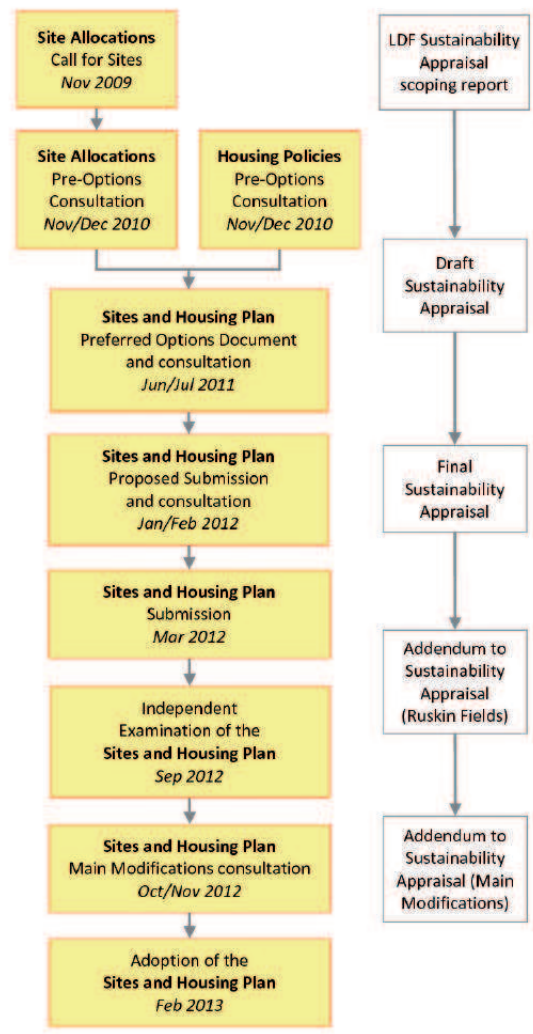 Site Allocations
Call for Sites
Nov 2009
Site Allocations
Pre-Options
Consultation
Nov/Dec 2010
Housing Policies
Pre-Options
Consultation
Nov/Dec 2010
Sites and Housing Plan
Preferred Options Document
and consultation
Jun/Jul 2011
Sites and Housing Plan
Proposed Submission
and consultation
Jan/Feb 2012
Sites and Housing Plan
Submission
Mar 2012
Independent
Examination of the
Sites and Housing Plan
Sep 2012
Sites and Housing Plan
Main Modifications consultation
Oct/Nov 2012
Adoption of the
Sites and Housing Plan
Feb 2013
LDF Sustainability
Appraisal
scoping report
Draft
Sustainability
Appraisal
Final
Sustainability
Appraisal
Addendum to
Sustainability
Appraisal
(Ruskin Fields)
Addendum to
Sustainability
Appraisal (Main
Modifications)